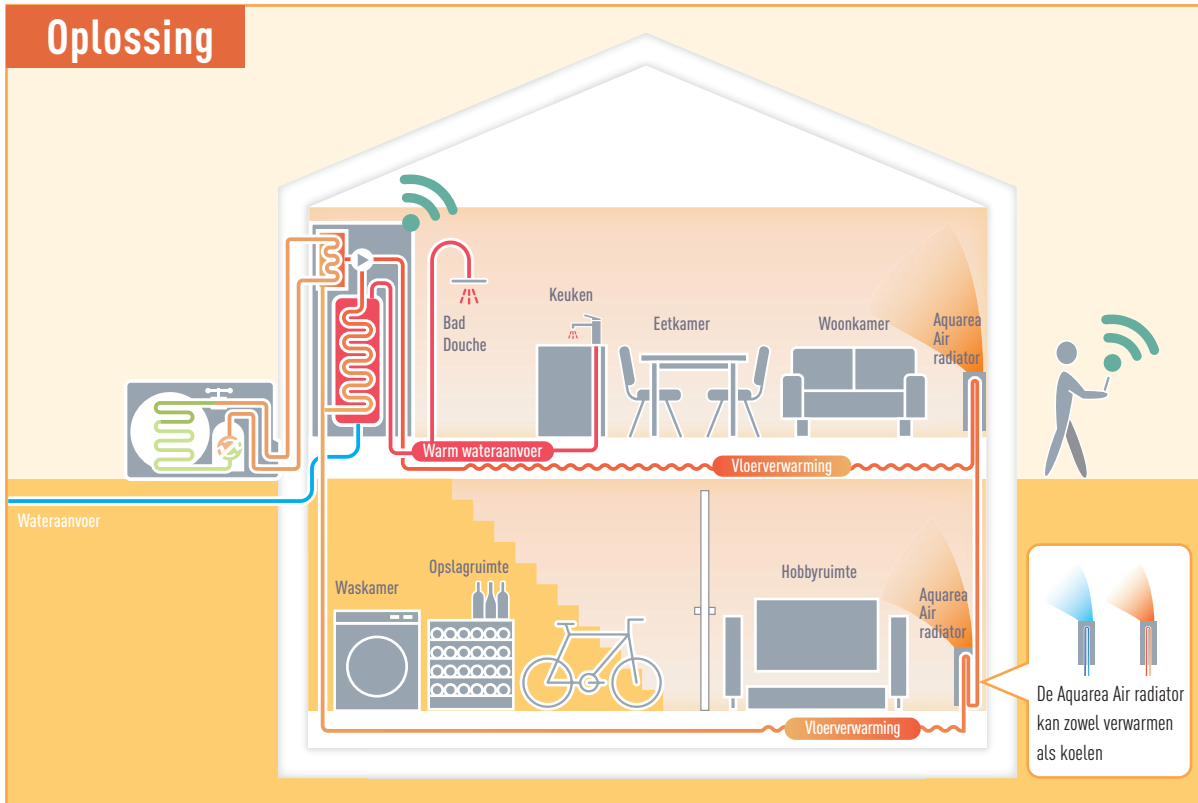 Oplossing
Bad
Douche
Keuken
Eetkamer
Woonkamer
Aquarea
Air
radiator
Warm wateraanvoer
Vloerverwarming
Wateraanvoer
Waskamer
Opslagruimte
Hobbyruimte
Aquarea
Air
radiator
Vloerverwarming
De Aquarea Air radiator
kan zowel verwarmen
als koelen